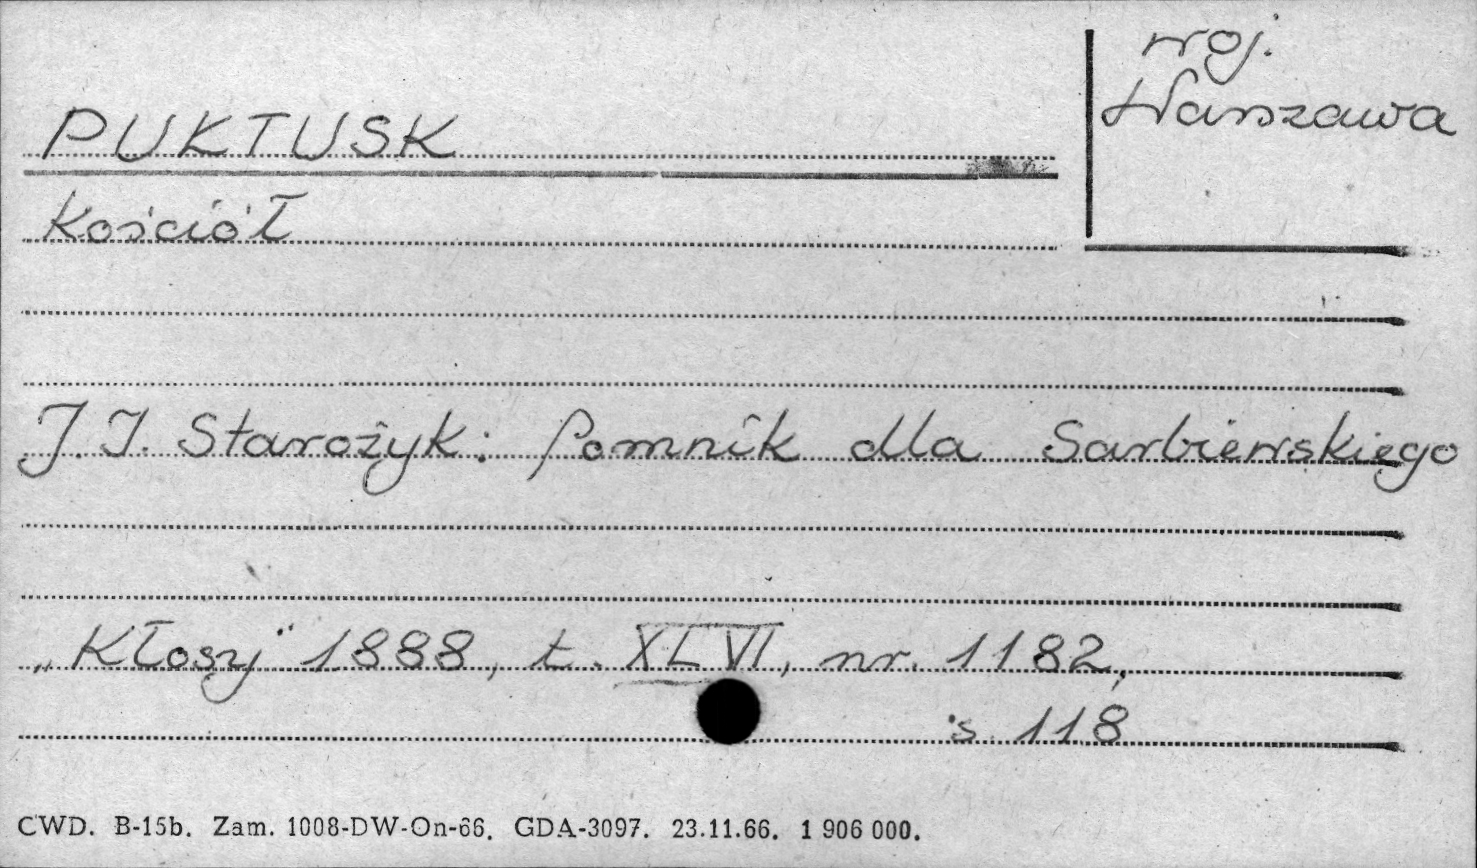 woj.
Warszawa
PUKTUSK
Kościół
J. I. Starożyk: Pomnik dla Sarbiewskiego
„Kłosy" 1888, t. XLVI, nr. 1182,
s. 118
CWD. B-15b. Zam. 1008-DW-On-66. GDA-3097. 23.11.66. 1 906 000.